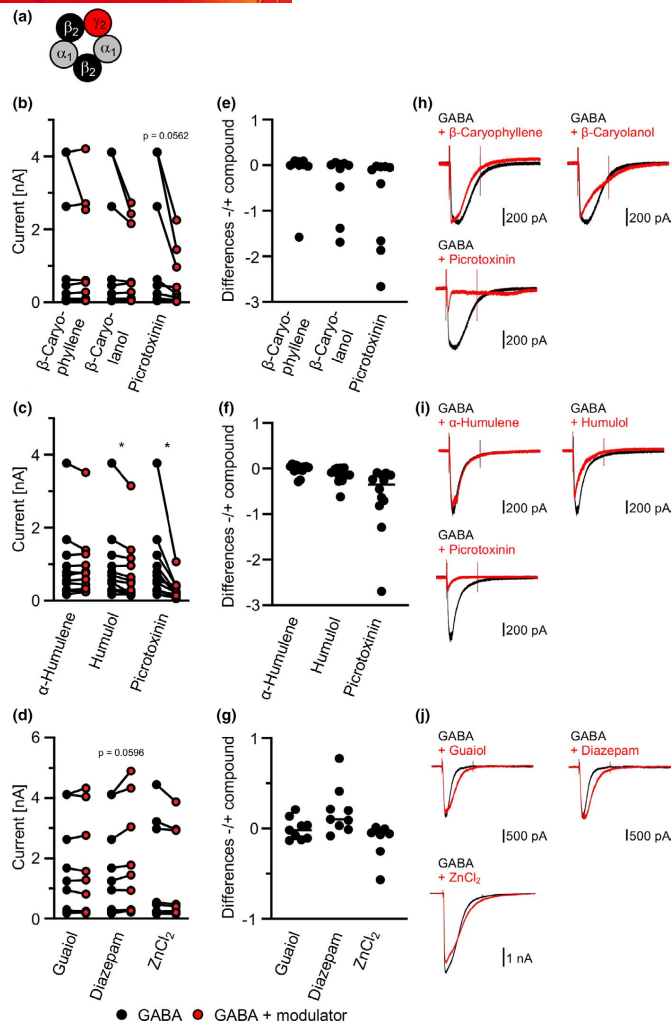 (a)
β2 γ2
α1 α1
β2
(b)
p = 0.0562
Current [nA]
4
2
0
β-Caryo-
phyllene
β-Caryo-
lanol
Picrotoxinin
(e)
Differences -/+ compound
1
0
-1
-2
-3
β-Caryo-
phyllene
β-Caryo-
lanol
Picrotoxinin
(h)
GABA
+ β-Caryophyllene
200 pA
GABA
+ β-Caryolanol
200 pA
GABA
+ Picrotoxinin
200 pA
(c)
* *
Current [nA]
4
2
0
α-Humulene
Humulol
Picrotoxinin
(f)
Differences -/+ compound
1
0
-1
-2
-3
α-Humulene
Humulol
Picrotoxinin
(i)
GABA
+ α-Humulene
200 pA
GABA
+ Humulol
200 pA
GABA
+ Picrotoxinin
200 pA
(d)
p = 0.0596
Current [nA]
6
4
2
0
Guaiol
Diazepam
ZnCl2
(g)
Differences -/+ compound
1
0
-1
Guaiol
Diazepam
ZnCl2
(j)
GABA
+ Guaiol
500 pA
GABA
+ Diazepam
500 pA
GABA
+ ZnCl2
1 nA
GABA GABA + modulator